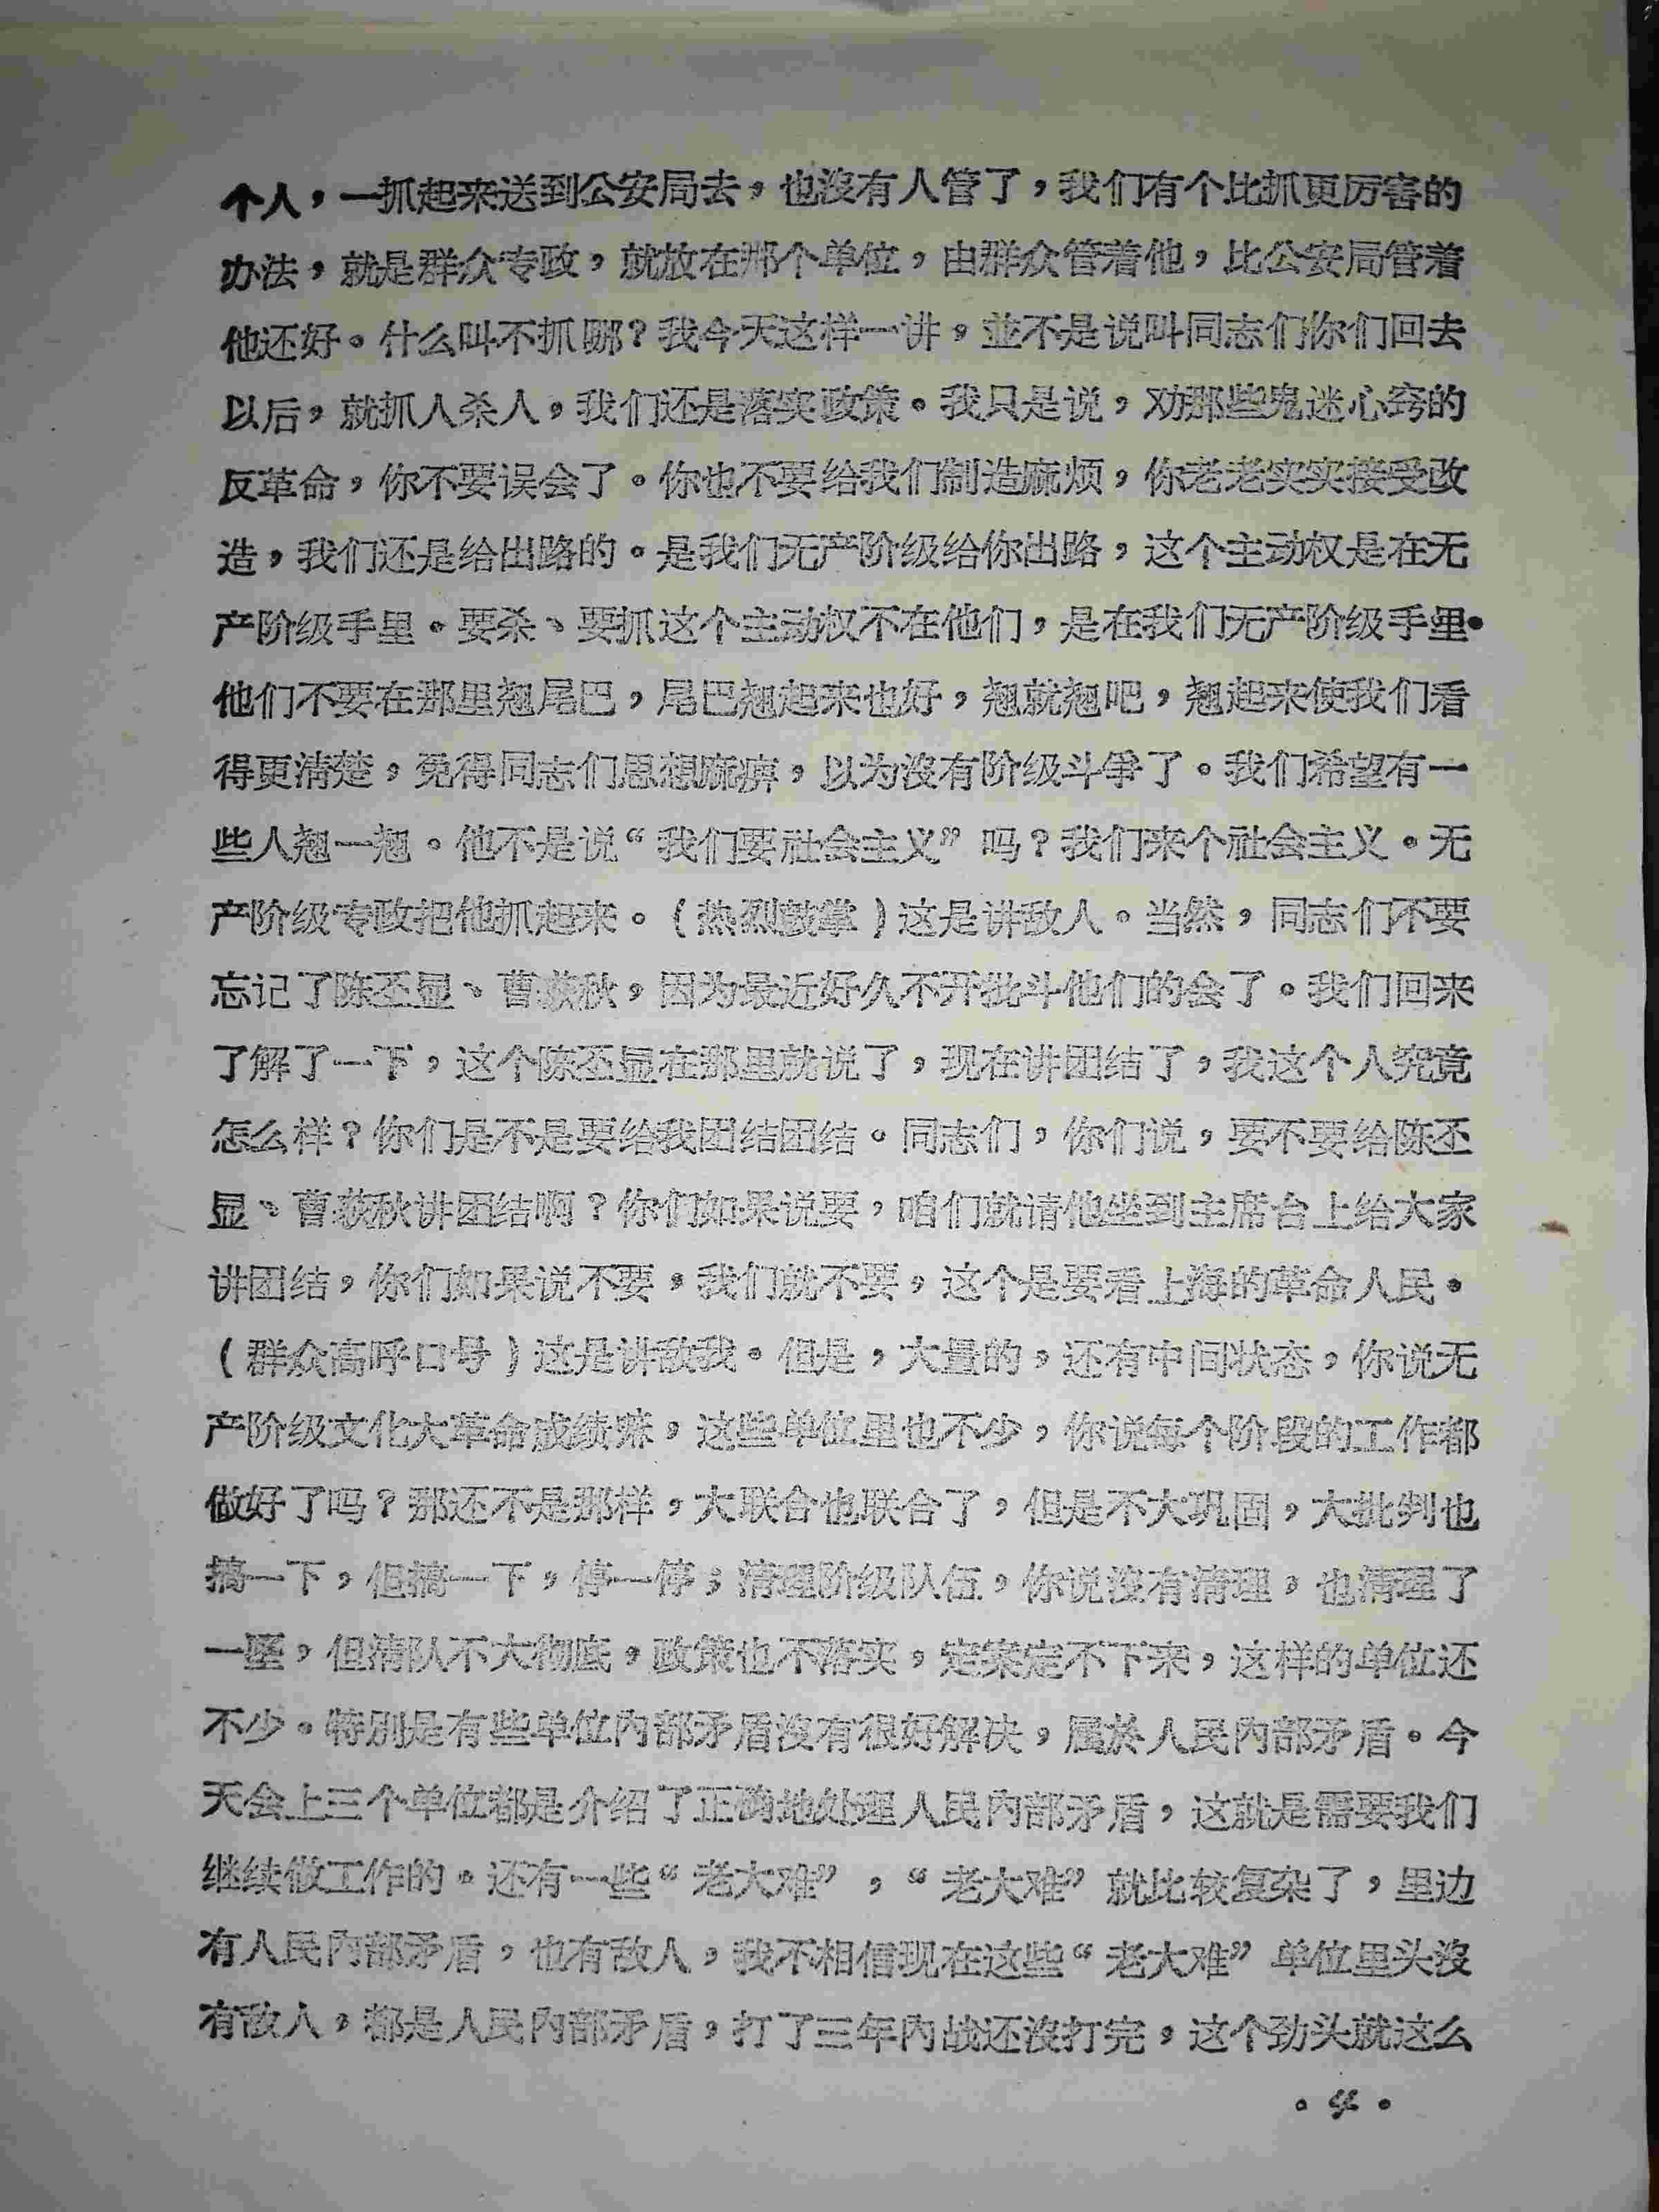 个人，一抓起来送到公安局去，也沒有人管了，我们有个比抓更厉害的
办法，就是群众专政，就放在那个单位，由群众管着他，比公安局管着
他还好。什么叫不抓哪？我今天这样一讲，並不是说叫同志们你们回去
以后，就抓人杀人，我们还是落实政策。我只是说，劝那些鬼迷心窍的
反革命，你不要误会了。你也不要给我们制造麻烦，你老老实实接受改
造，我们还是给出路的。是我们无产阶级给你出路，这个主动权是在无
产阶级手里。要杀、要抓这个主动权不在他们，是在我们无产阶级手里。
他们不要在那里翘尾巴，尾巴翘起来也好，翘就翘吧，翘起来使我们看
得更清楚，免得同志们思想麻痹，以为沒有阶级斗争了。我们希望有一
些人翘一翘。他不是说“我们要社会主义”吗？我们来个社会主义。无
产阶级专政把他抓起来。(热烈鼓掌)这是讲敌人。当然，同志们不要
忘记了陈丕显、曹荻秋，因为最近好久不开批斗他们的会了。我们回来
了解了一下，这个陈丕显在那里就说了，现在讲团结了，我这个人究竟
怎么样？你们是不是要给我团结团结。同志们，你们说，要不要给陈丕
显、曹荻秋讲团结啊？你们如果说要，咱们就请他坐到主席台上给大家
讲团结，你们如果说不要，我们就不要，这个是要看上海的革命人民。
(群众高呼口号)这是讲敌我。但是，大量的，还有中间状态，你说无
产阶级文化大革命成绩嘛，这些单位里也不少，你说每个阶段的工作都
做好了吗？那还不是那样，大联合也联合了，但是不大巩固，大批判也
搞一下，但搞一下，停一停；清理阶级队伍，你说沒有清理，也清理了
一堊，但清队不大彻底，政策也不落实，定案定不下来，这样的单位还
不少。特別是有些单位內部矛盾沒有很好解决，属於人民內部矛盾。今
天会上三个单位都是介绍了正确地处理人民內部矛盾，这就是需要我们
继续做工作的。还有一些“老大难”，“老大难”就比较复杂了，里边
有人民內部矛盾，也有敌人，我不相信现在这些“老大难”单位里头沒
有敌人，都是人民內部矛盾，打了三年内战还沒打完，这个劲头就这么